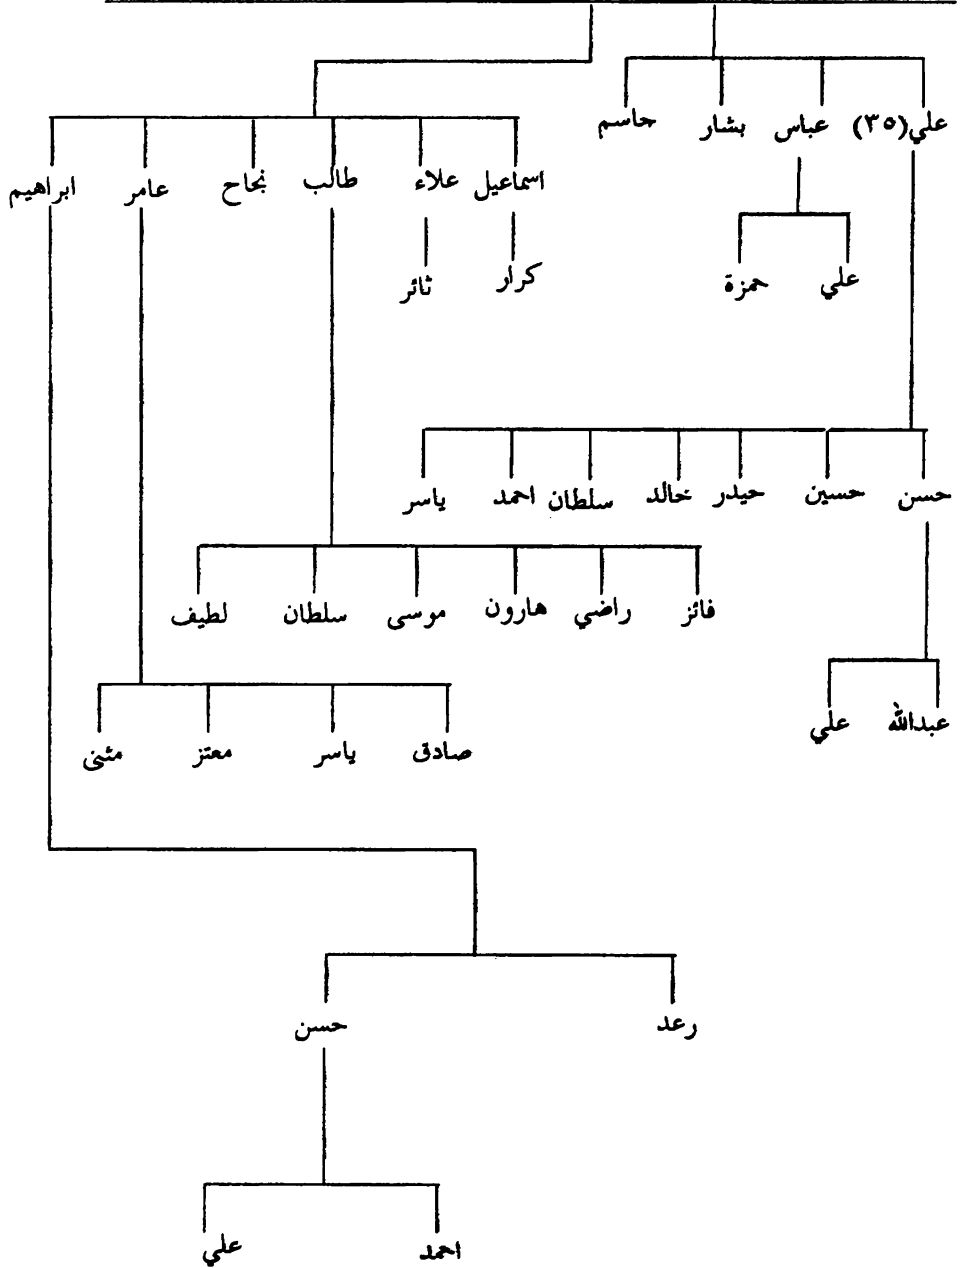 علي(٣٥) عباس بشار حاسم
اسماعيل علاء طالب نجاح عامر ابراهيم
علي حمزة كرار ثائر
حسن حسين حيدر خالد سلطان احمد ياسر
فائز راضي هارون موسى سلطان لطيف
عبدالله علي
صادق ياسر معتز مثنى
رعد حسن
احمد علي